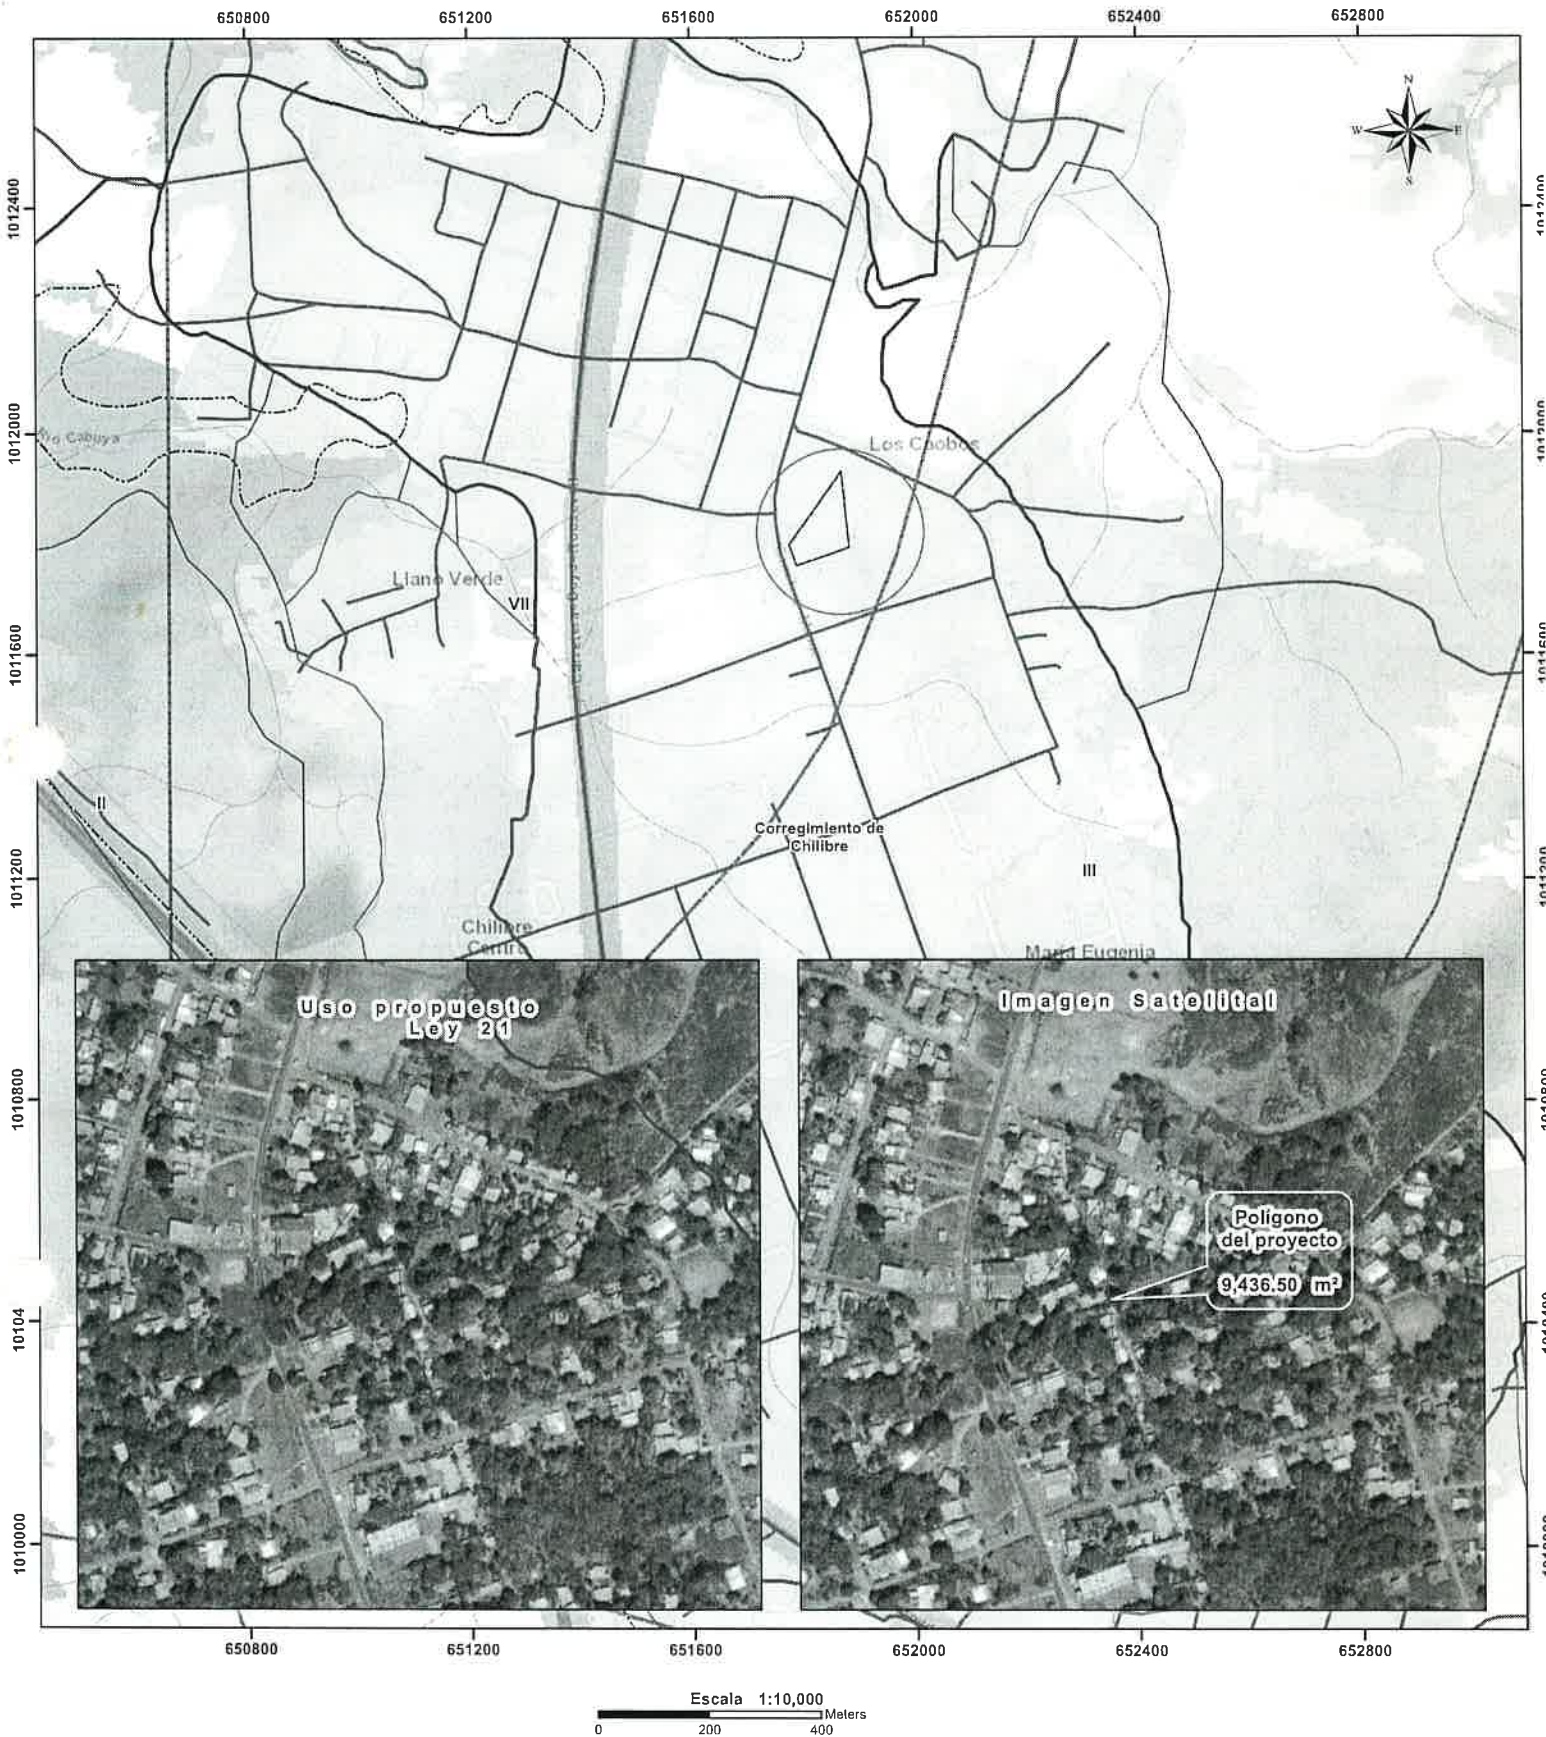 650800
651200
651600
652000
652400
652800
N
W
E
S
1012400
1012000
Los Caobos
Llano Verde
VII
1011600
II
Corregimiento de
Chilibre
III
1011200
Chilibre
Centro
Maria Eugenia
Uso propuesto
Ley 21
Imagen Satelital
1010800
Polígono
del proyecto
9,436.50 m²
10104
1010000
650800
651200
651600
652000
652400
652800
Escala 1:10,000
Meters
0
200
400